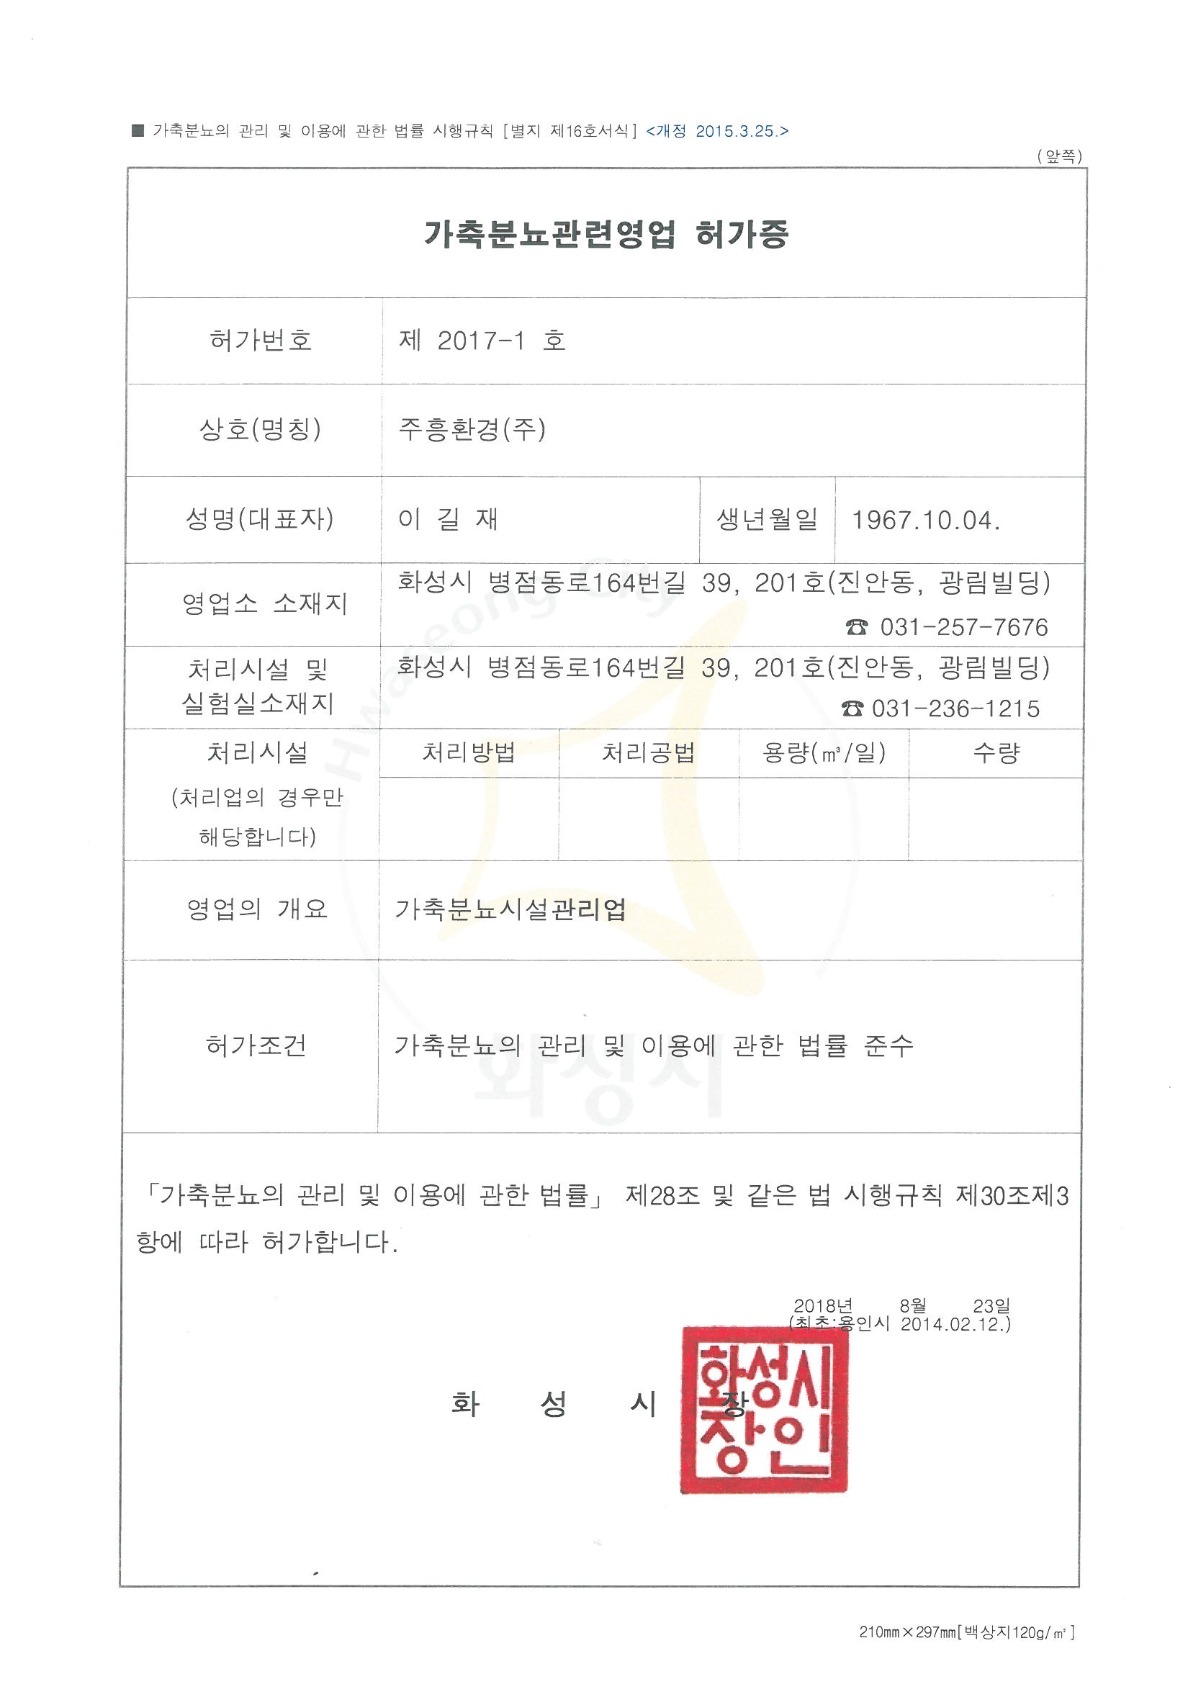 ■ 가축분뇨의 관리 및 이용에 관한 법률 시행규칙 [별지 제16호서식] <개정 2015.3.25.>
(앞쪽)
가축분뇨관련영업 허가증
허가번호 제 2017-1 호
상호(명칭) 주흥환경(주)
성명(대표자) 이 길 재 생년월일 1967.10.04.
영업소 소재지 화성시 병점동로164번길 39, 201호(진안동, 광림빌딩)
☎ 031-257-7676
처리시설 및
실험실소재지
화성시 병점동로164번길 39, 201호(진안동, 광림빌딩)
☎ 031-236-1215
처리시설
(처리업의 경우만
해당합니다)
처리방법 처리공법 용량(㎥/일) 수량
영업의 개요 가축분뇨시설관리업
허가조건 가축분뇨의 관리 및 이용에 관한 법률 준수
Hwaseong City
화성시
「가축분뇨의 관리 및 이용에 관한 법률」 제28조 및 같은 법 시행규칙 제30조제3
항에 따라 허가합니다.
2018년 8월 23일
(최초:용인시 2014.02.12.)
화 성 시 장
화성시
장인
210㎜×297㎜[백상지120g/㎡]